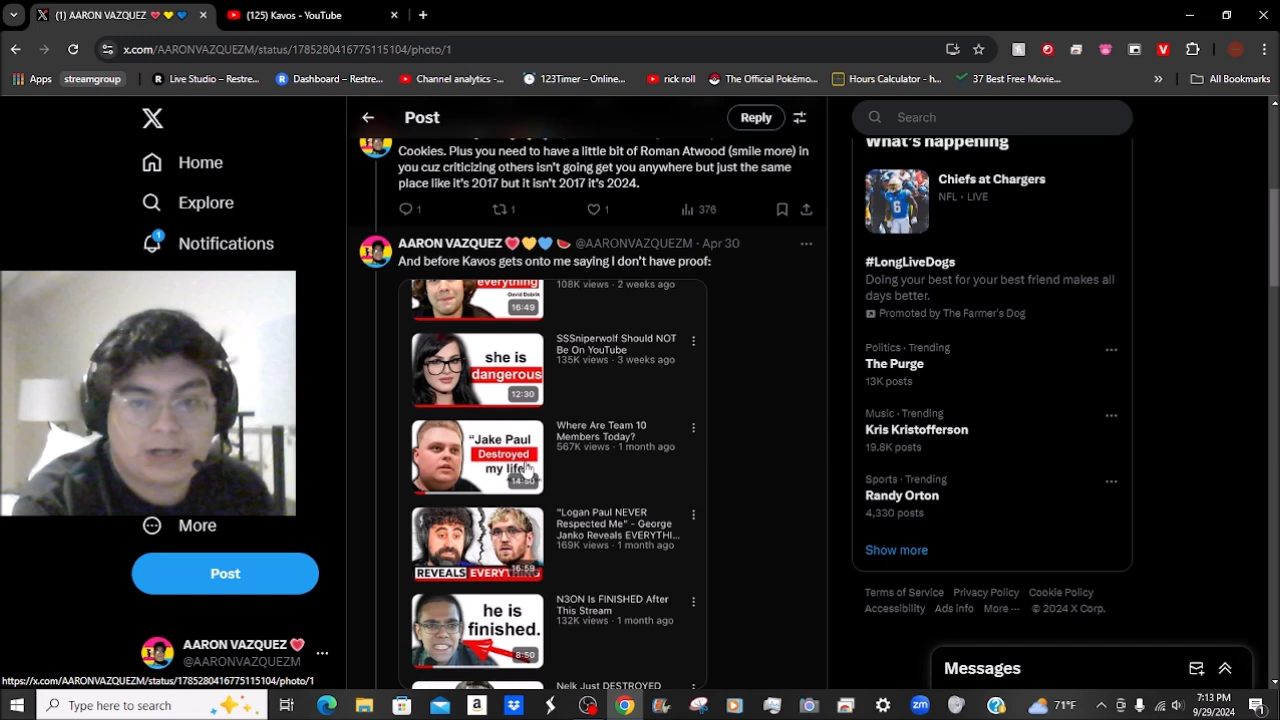 (1) AARON VAZQUEZ 💗💛💙
(125) Kavos - YouTube
x.com/AARONVAZQUEZM/status/1785280416775115104/photo/1
Apps
streamgroup
Live Studio – Restre...
Dashboard – Restre...
Channel analytics -...
123Timer – Online...
rick roll
The Official Pokémo...
Hours Calculator - h...
37 Best Free Movie...
All Bookmarks
Home
Explore
Notifications
1
More
Post
AARON VAZQUEZ 💗
@AARONVAZQUEZM
Post
Reply
Cookies. Plus you need to have a little bit of Roman Atwood (smile more) in
you cuz criticizing others isn't going get you anywhere but just the same
place like it's 2017 but it isn't 2017 it's 2024.
1 1 1 376
AARON VAZQUEZ 💗💛💙 🍉 @AARONVAZQUEZM · Apr 30
And before Kavos gets onto me saying I don't have proof:
everything
David Dobrik
16:49
108K views · 2 weeks ago
she is
dangerous
12:30
SSSniperwolf Should NOT
Be On YouTube
135K views · 3 weeks ago
"Jake Paul
Destroyed
my life"
14:50
Where Are Team 10
Members Today?
567K views · 1 month ago
REVEALS EVERYTHING
16:59
"Logan Paul NEVER
Respected Me" - George
Janko Reveals EVERYTHI...
169K views · 1 month ago
he is
finished.
8:50
N3ON Is FINISHED After
This Stream
132K views · 1 month ago
Nelk Just DESTROYED
Search
What's happening
Chiefs at Chargers
NFL · LIVE
#LongLiveDogs
Doing your best for your best friend makes all
days better.
Promoted by The Farmer's Dog
Politics · Trending
The Purge
13K posts
Music · Trending
Kris Kristofferson
19.8K posts
Sports · Trending
Randy Orton
4,330 posts
Show more
Terms of Service Privacy Policy Cookie Policy
Accessibility Ads info More ··· © 2024 X Corp.
Messages
https://x.com/AARONVAZQUEZM/status/1785280416775115104/photo/1
Type here to search
71°F
7:13 PM
9/29/2024